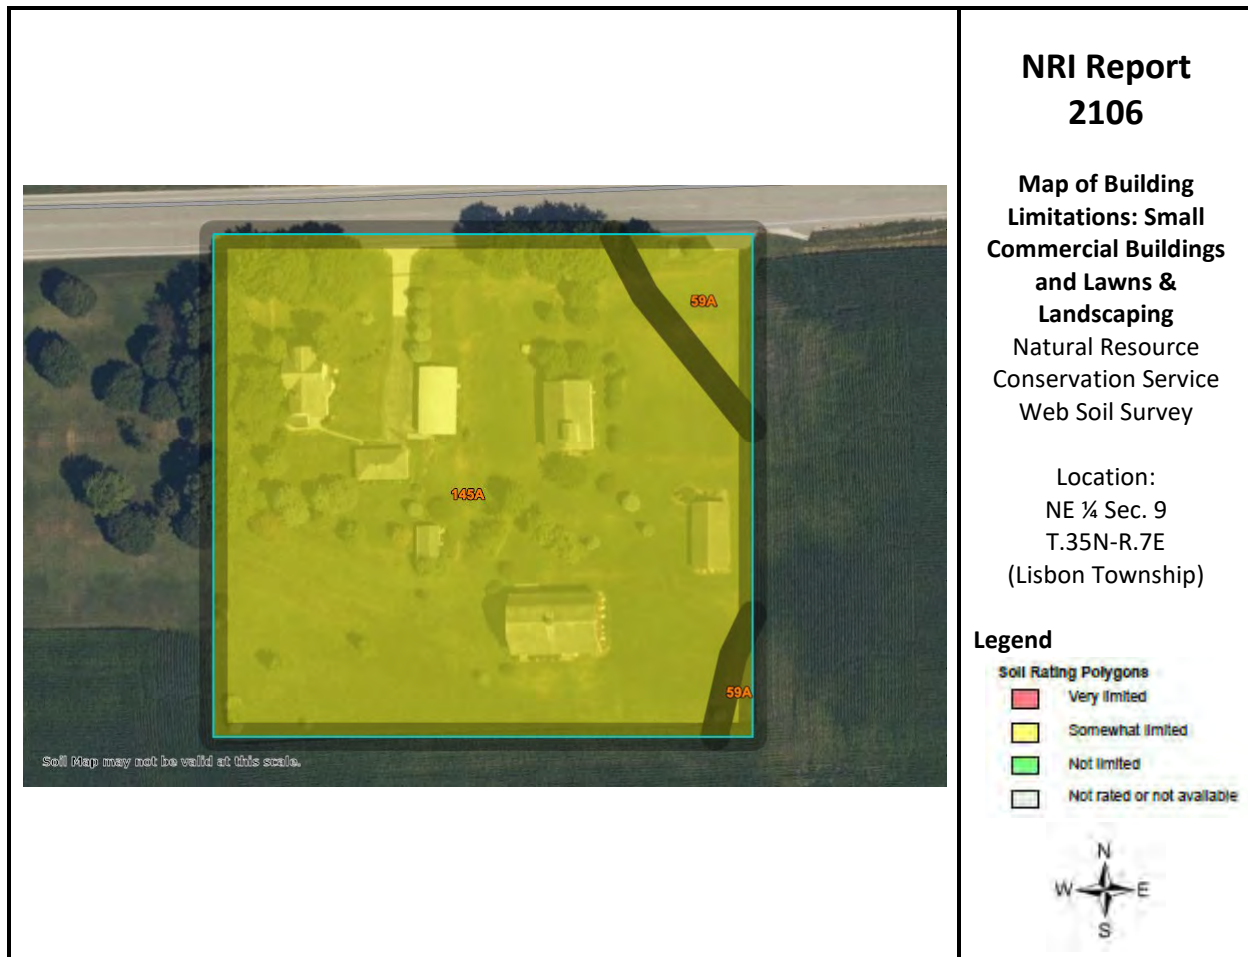 NRI Report
2106
Map of Building
Limitations: Small
Commercial Buildings
and Lawns &
Landscaping
Natural Resource
Conservation Service
Web Soil Survey
Location:
NE ¼ Sec. 9
T.35N-R.7E
(Lisbon Township)
Legend
Soil Rating Polygons
Very limited
Somewhat limited
Not limited
Not rated or not available
N
W E
S
59A
145A
59A
Soil Map may not be valid at this scale.